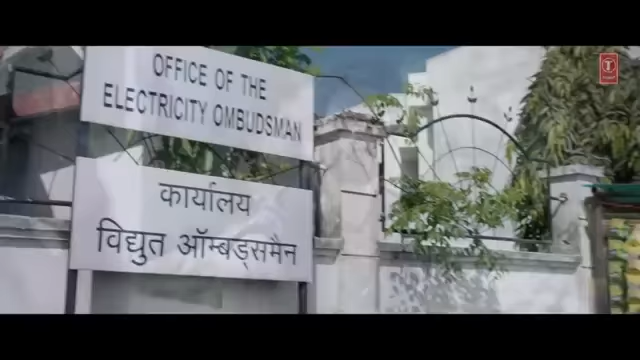 OFFICE OF THE
ELECTRICITY OMBUDSMAN
कार्यालय
विद्युत ऑम्बड्समैन